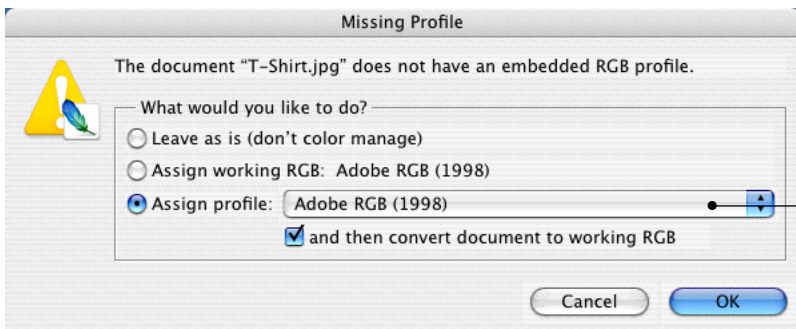 Missing Profile
The document “T-Shirt.jpg” does not have an embedded RGB profile.
What would you like to do?
Leave as is (don't color manage)
Assign working RGB: Adobe RGB (1998)
Assign profile: Adobe RGB (1998)
and then convert document to working RGB
Cancel OK